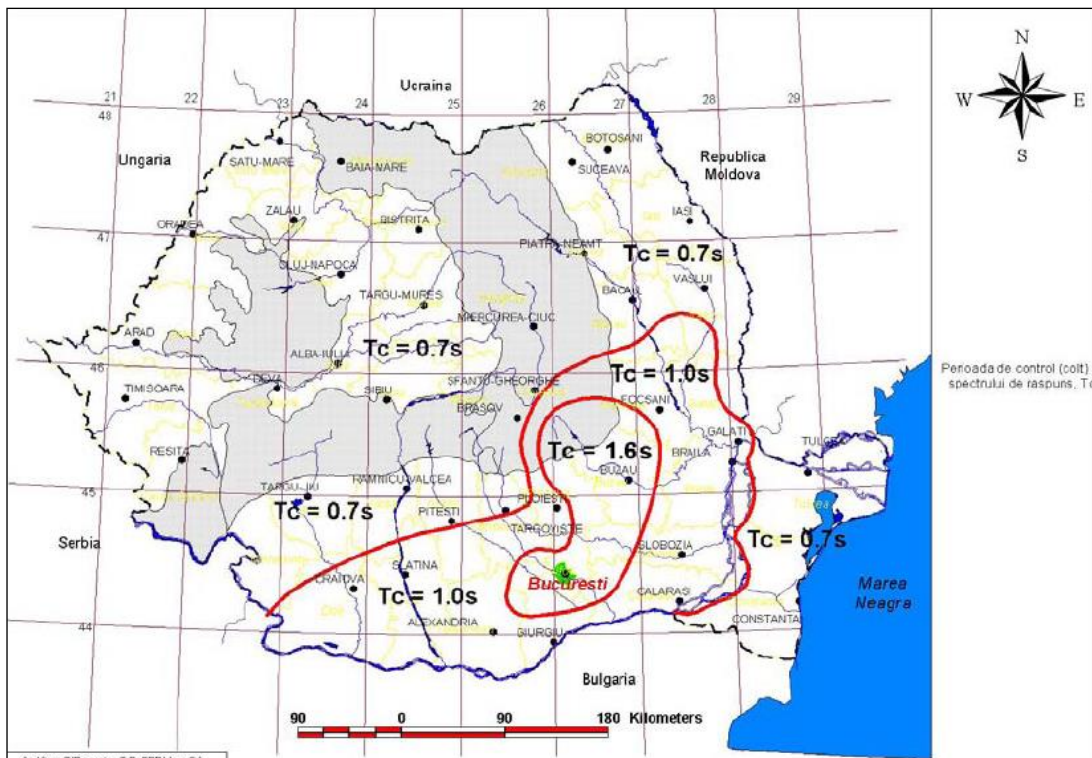 N
W E
S
Ucraina
21 22 23 24 25 26 27 28 29
48
Ungaria
Republica
Moldova
BOTOSANI
SATU-MARE
BAIA-MARE
SUCEAVA
ZALAU
IASI
ORADEA
BISTRITA
47
PIATRA-NEAMT
Tc = 0.7s
CLUJ-NAPOCA
VASLUI
BACAU
TARGU-MURES
MIERCUREA-CIUC
ARAD
Tc = 0.7s
ALBA-IULIA
46
Tc = 1.0s
SFANTU-GHEORGHE
DEVA
TIMISOARA
SIBIU
FOCSANI
BRASOV
Perioada de control (colt)
spectrului de raspuns, Tc
GALATI
TULCEA
RESITA
Tc = 1.6s
BRAILA
BUZAU
RAMNICU-VALCEA
45
TARGU-JIU
PLOIESTI
Tc = 0.7s
PITESTI
TARGOVISTE
Tc = 0.7s
Serbia
SLOBOZIA
SLATINA
CRAIOVA
Bucuresti
Marea
Neagra
Tc = 1.0s
CALARASI
ALEXANDRIA
CONSTANTA
44
GIURGIU
Bulgaria
90 0 90 180 Kilometers